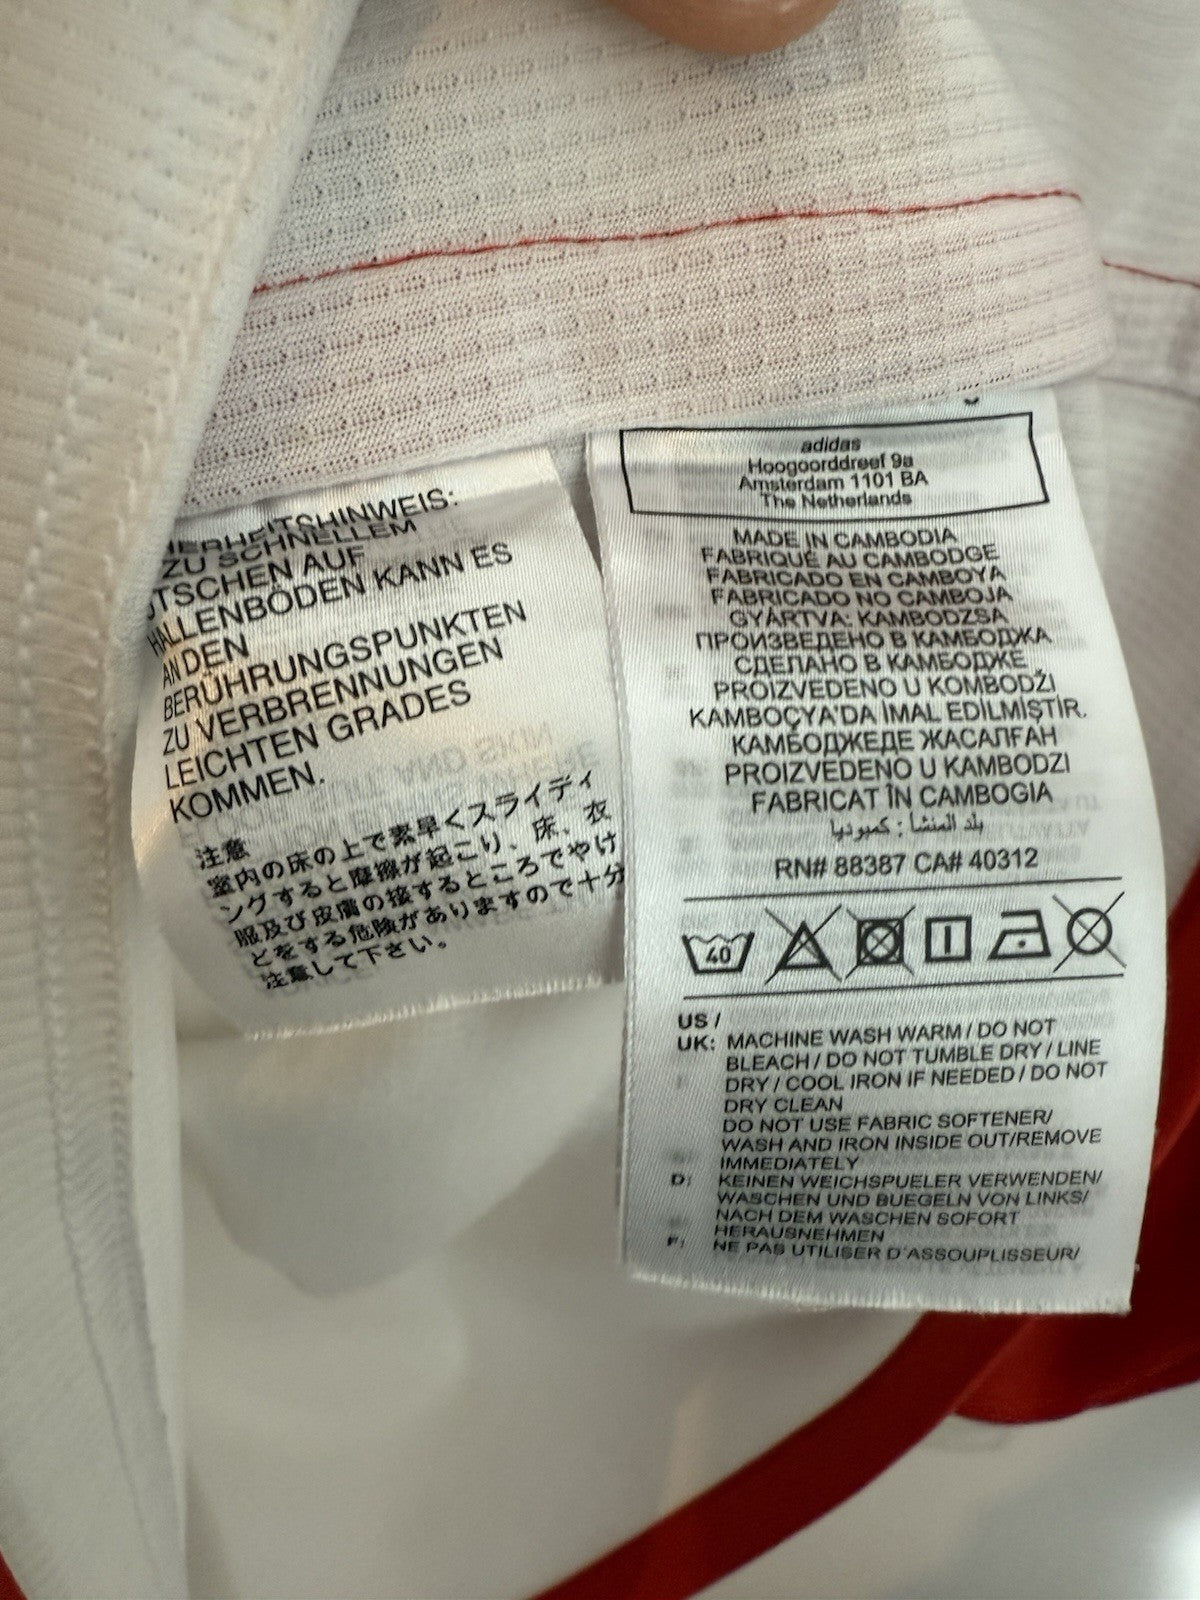 HALLENBÖDEN KANN ES
ZU SCHNELLEM
AUF
AN DEN
BERÜHRUNGSPUNKTEN
ZU VERBRENNUNGEN
LEICHTEN GRADES
KOMMEN.
注意
室内の床の上で素早くスライディ
ングすると摩擦が起こり、床、衣
服及び皮膚の接するところでやけ
どをする危険がありますので十分
注意して下さい。
adidas
Hoogoorddreef 9a
Amsterdam 1101 BA
The Netherlands
MADE IN CAMBODIA
FABRIQUÉ AU CAMBODGE
FABRICADO EN CAMBOYA
FABRICADO NO CAMBOJA
GYÁRTVA: KAMBODZSA
ПРОИЗВЕДЕНО В КАМБОДЖА
СДЕЛАНО В КАМБОДЖЕ
PROIZVEDENO U KOMBODŽI
KAMBOÇYA'DA İMAL EDİLMİŞTİR.
КАМБОДЖЕДЕ ЖАСАЛҒАН
PROIZVEDENO U KAMBODZI
FABRICAT ÎN CAMBOGIA
بلد المنشأ : كمبوديا
RN# 88387 CA# 40312
40
US /
UK: MACHINE WASH WARM / DO NOT
BLEACH / DO NOT TUMBLE DRY / LINE
DRY / COOL IRON IF NEEDED / DO NOT
DRY CLEAN
DO NOT USE FABRIC SOFTENER/
WASH AND IRON INSIDE OUT/REMOVE
IMMEDIATELY
D: KEINEN WEICHSPUELER VERWENDEN/
WASCHEN UND BUEGELN VON LINKS/
NACH DEM WASCHEN SOFORT
HERAUSNEHMEN
F: NE PAS UTILISER D'ASSOUPLISSEUR/